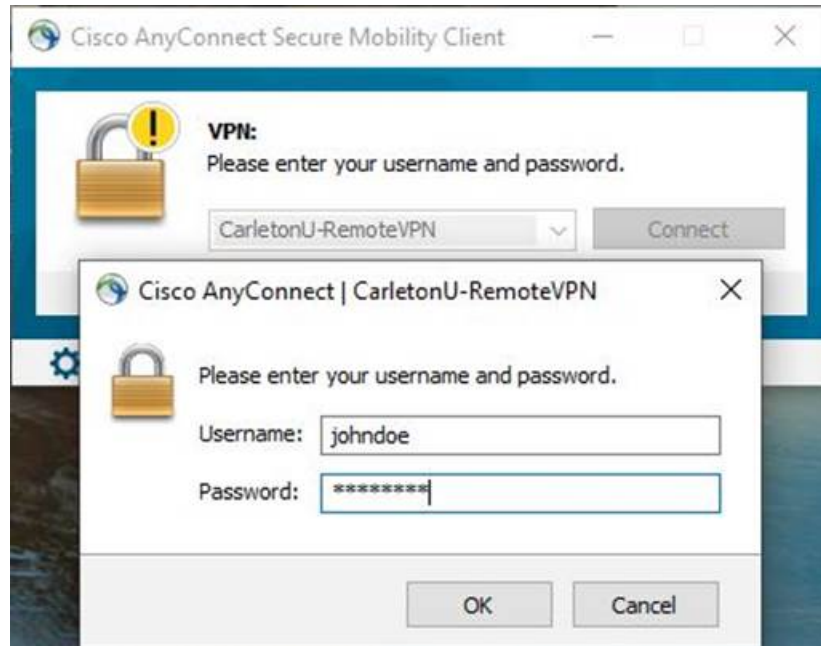 Cisco AnyConnect Secure Mobility Client
VPN:
Please enter your username and password.
CarletonU-RemoteVPN
Connect
Cisco AnyConnect | CarletonU-RemoteVPN
Please enter your username and password.
Username: johndoe
Password: ********
OK Cancel